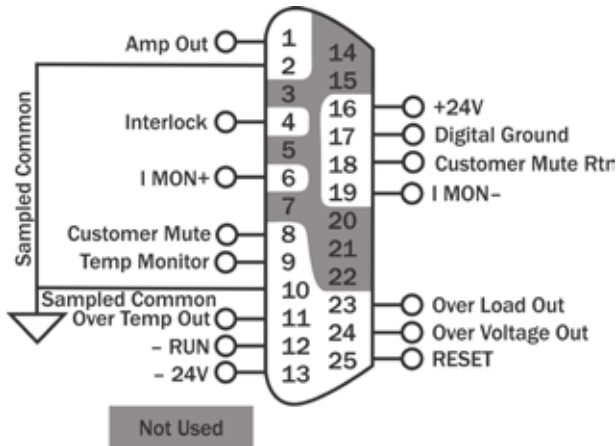 Amp Out
Sampled Common
Interlock
I MON+
Customer Mute
Temp Monitor
Sampled Common
Over Temp Out
– RUN
– 24V
1
2
3
4
5
6
7
8
9
10
11
12
13
14
15
16
17
18
19
20
21
22
23
24
25
+24V
Digital Ground
Customer Mute Rtn
I MON–
Over Load Out
Over Voltage Out
RESET
Not Used